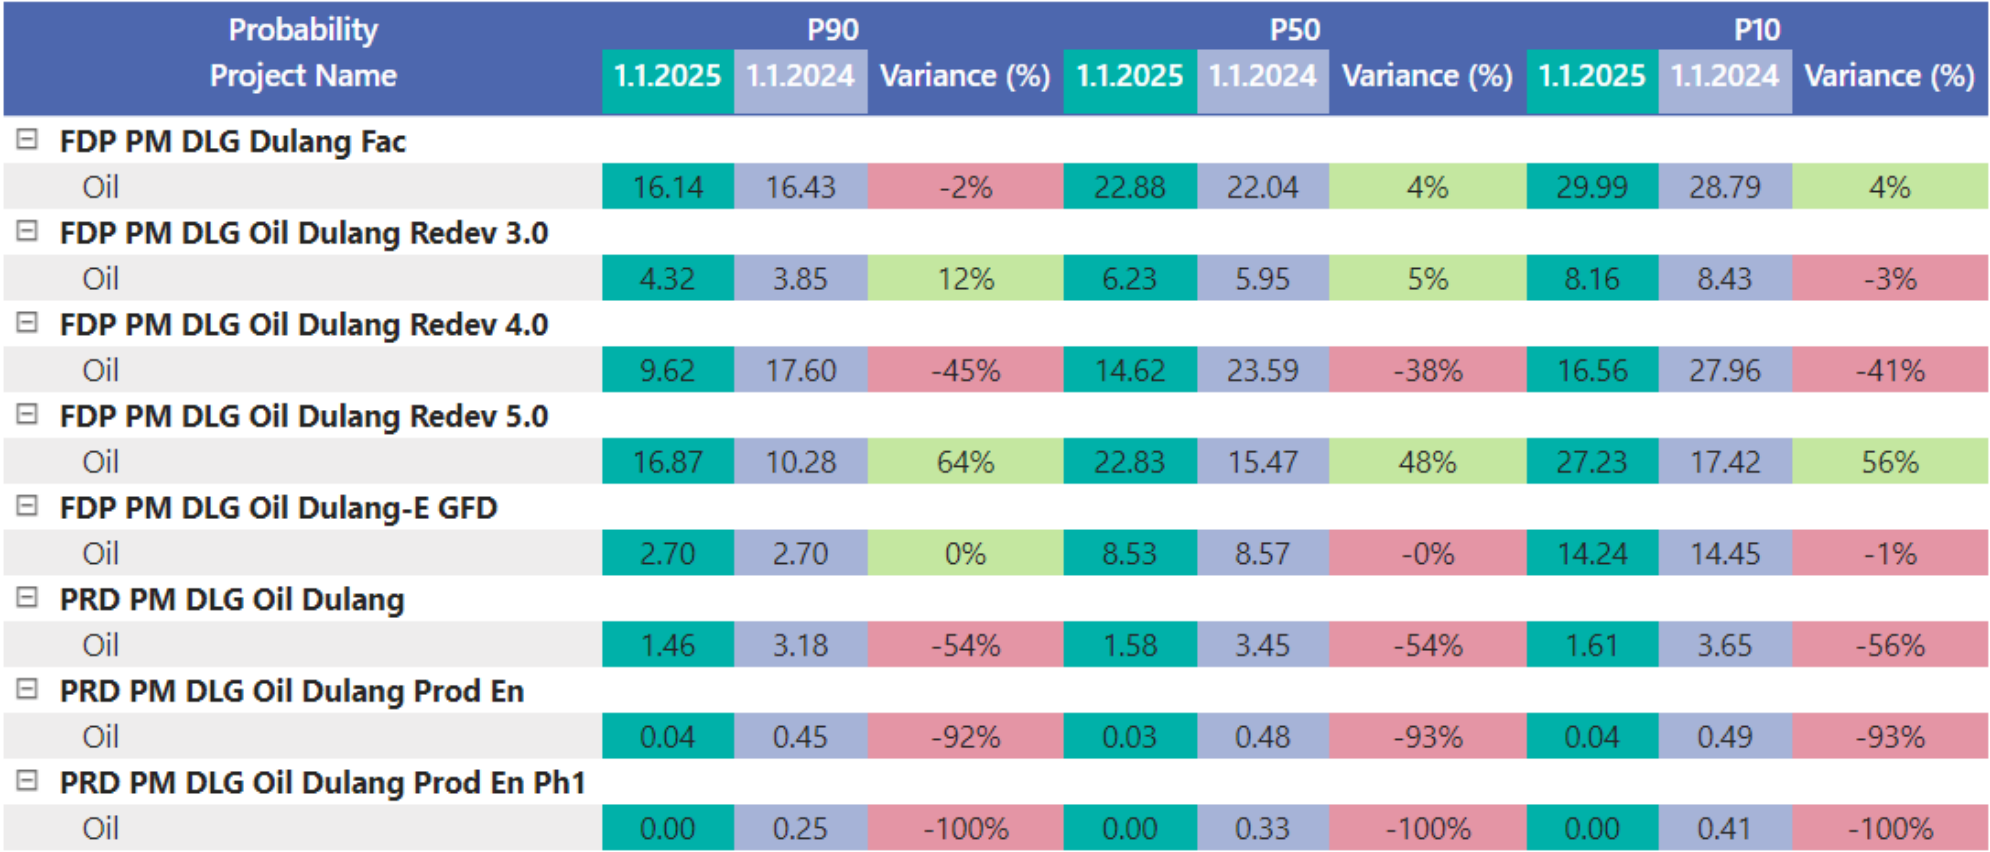 Probability P90 P50 P10
Project Name 1.1.2025 1.1.2024 Variance (%) 1.1.2025 1.1.2024 Variance (%) 1.1.2025 1.1.2024 Variance (%)
FDP PM DLG Dulang Fac
Oil 16.14 16.43 -2% 22.88 22.04 4% 29.99 28.79 4%
FDP PM DLG Oil Dulang Redev 3.0
Oil 4.32 3.85 12% 6.23 5.95 5% 8.16 8.43 -3%
FDP PM DLG Oil Dulang Redev 4.0
Oil 9.62 17.60 -45% 14.62 23.59 -38% 16.56 27.96 -41%
FDP PM DLG Oil Dulang Redev 5.0
Oil 16.87 10.28 64% 22.83 15.47 48% 27.23 17.42 56%
FDP PM DLG Oil Dulang-E GFD
Oil 2.70 2.70 0% 8.53 8.57 -0% 14.24 14.45 -1%
PRD PM DLG Oil Dulang
Oil 1.46 3.18 -54% 1.58 3.45 -54% 1.61 3.65 -56%
PRD PM DLG Oil Dulang Prod En
Oil 0.04 0.45 -92% 0.03 0.48 -93% 0.04 0.49 -93%
PRD PM DLG Oil Dulang Prod En Ph1
Oil 0.00 0.25 -100% 0.00 0.33 -100% 0.00 0.41 -100%